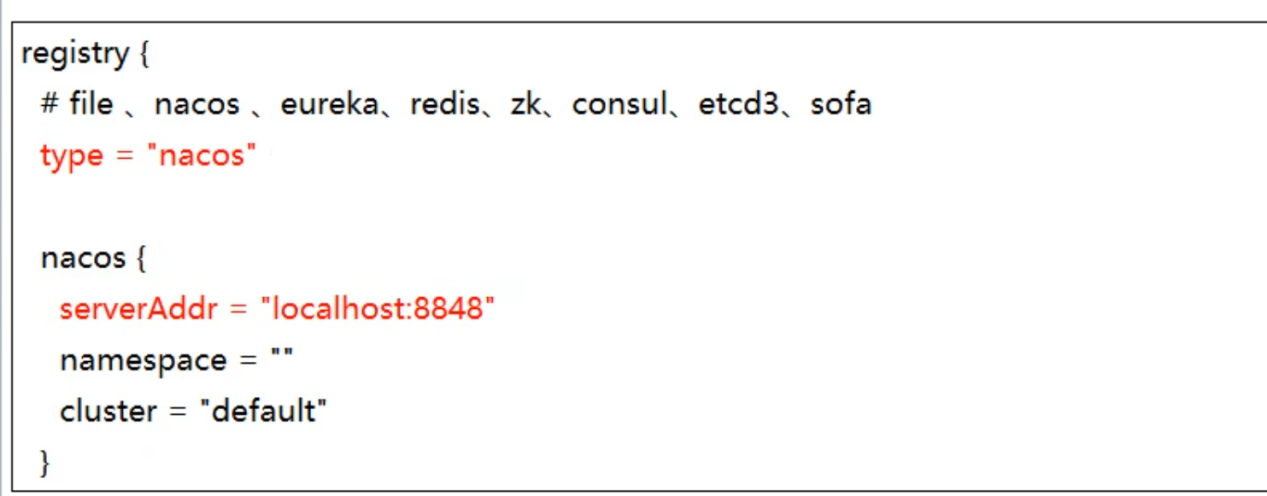 registry {
# file 、nacos 、eureka、redis、zk、consul、etcd3、sofa
type = "nacos"
nacos {
serverAddr = "localhost:8848"
namespace = ""
cluster = "default"
}